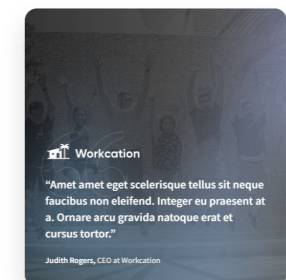 Workcation
“Amet amet eget scelerisque tellus sit neque
faucibus non eleifend. Integer eu praesent at
a. Ornare arcu gravida natoque erat et
cursus tortor.”
Judith Rogers, CEO at Workcation